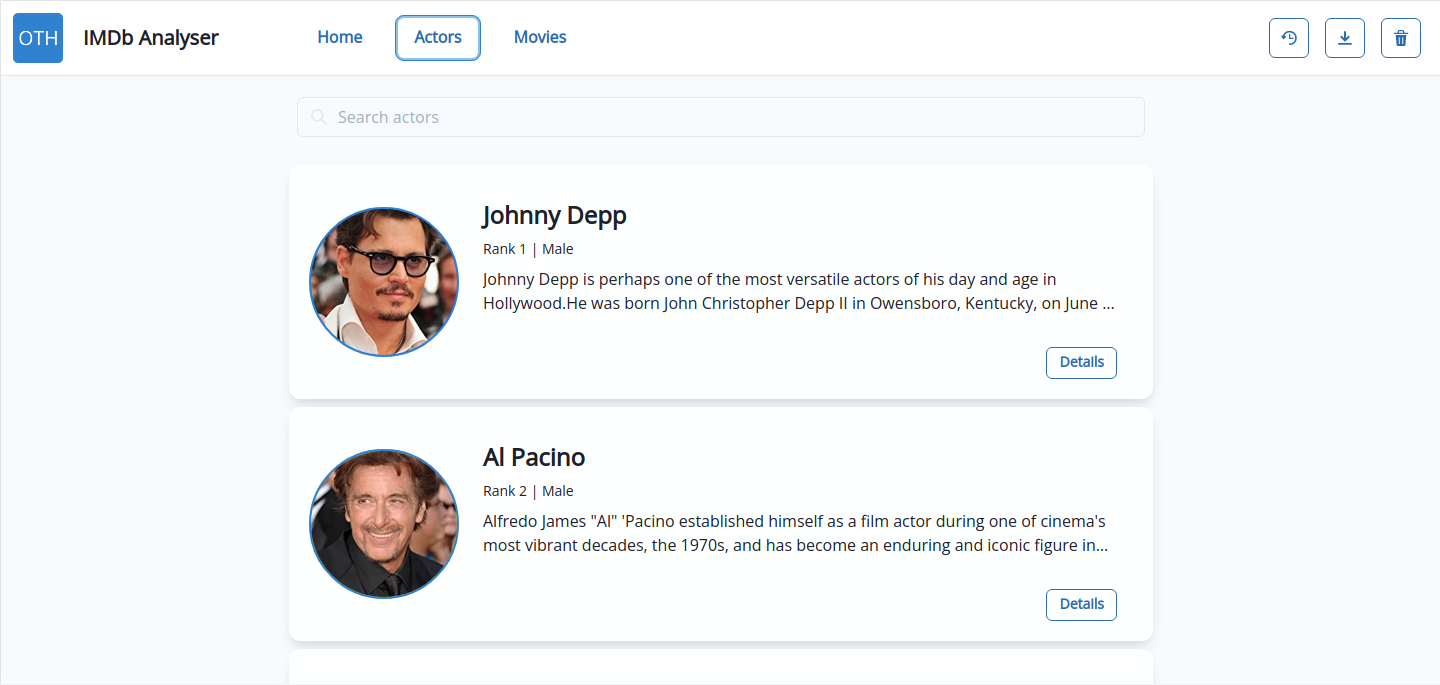 OTH IMDb Analyser Home Actors Movies
Search actors
Johnny Depp
Rank 1 | Male
Johnny Depp is perhaps one of the most versatile actors of his day and age in
Hollywood.He was born John Christopher Depp II in Owensboro, Kentucky, on June ...
Details
Al Pacino
Rank 2 | Male
Alfredo James "Al" 'Pacino established himself as a film actor during one of cinema's
most vibrant decades, the 1970s, and has become an enduring and iconic figure in...
Details